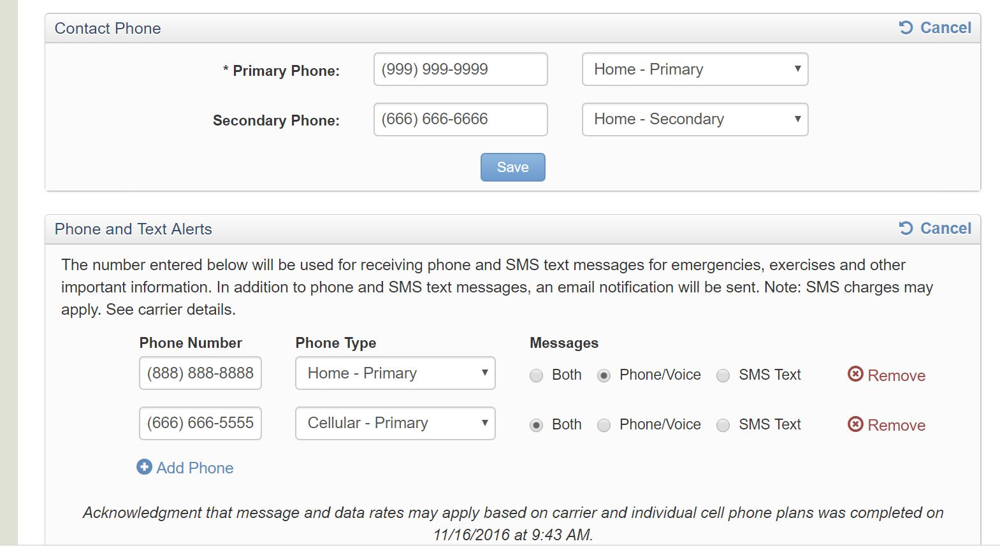 Contact Phone Cancel
* Primary Phone: (999) 999-9999 Home - Primary
Secondary Phone: (666) 666-6666 Home - Secondary
Save
Phone and Text Alerts Cancel
The number entered below will be used for receiving phone and SMS text messages for emergencies, exercises and other
important information. In addition to phone and SMS text messages, an email notification will be sent. Note: SMS charges may
apply. See carrier details.
Phone Number Phone Type Messages
(888) 888-8888 Home - Primary Both Phone/Voice SMS Text Remove
(666) 666-5555 Cellular - Primary Both Phone/Voice SMS Text Remove
Add Phone
Acknowledgment that message and data rates may apply based on carrier and individual cell phone plans was completed on
11/16/2016 at 9:43 AM.